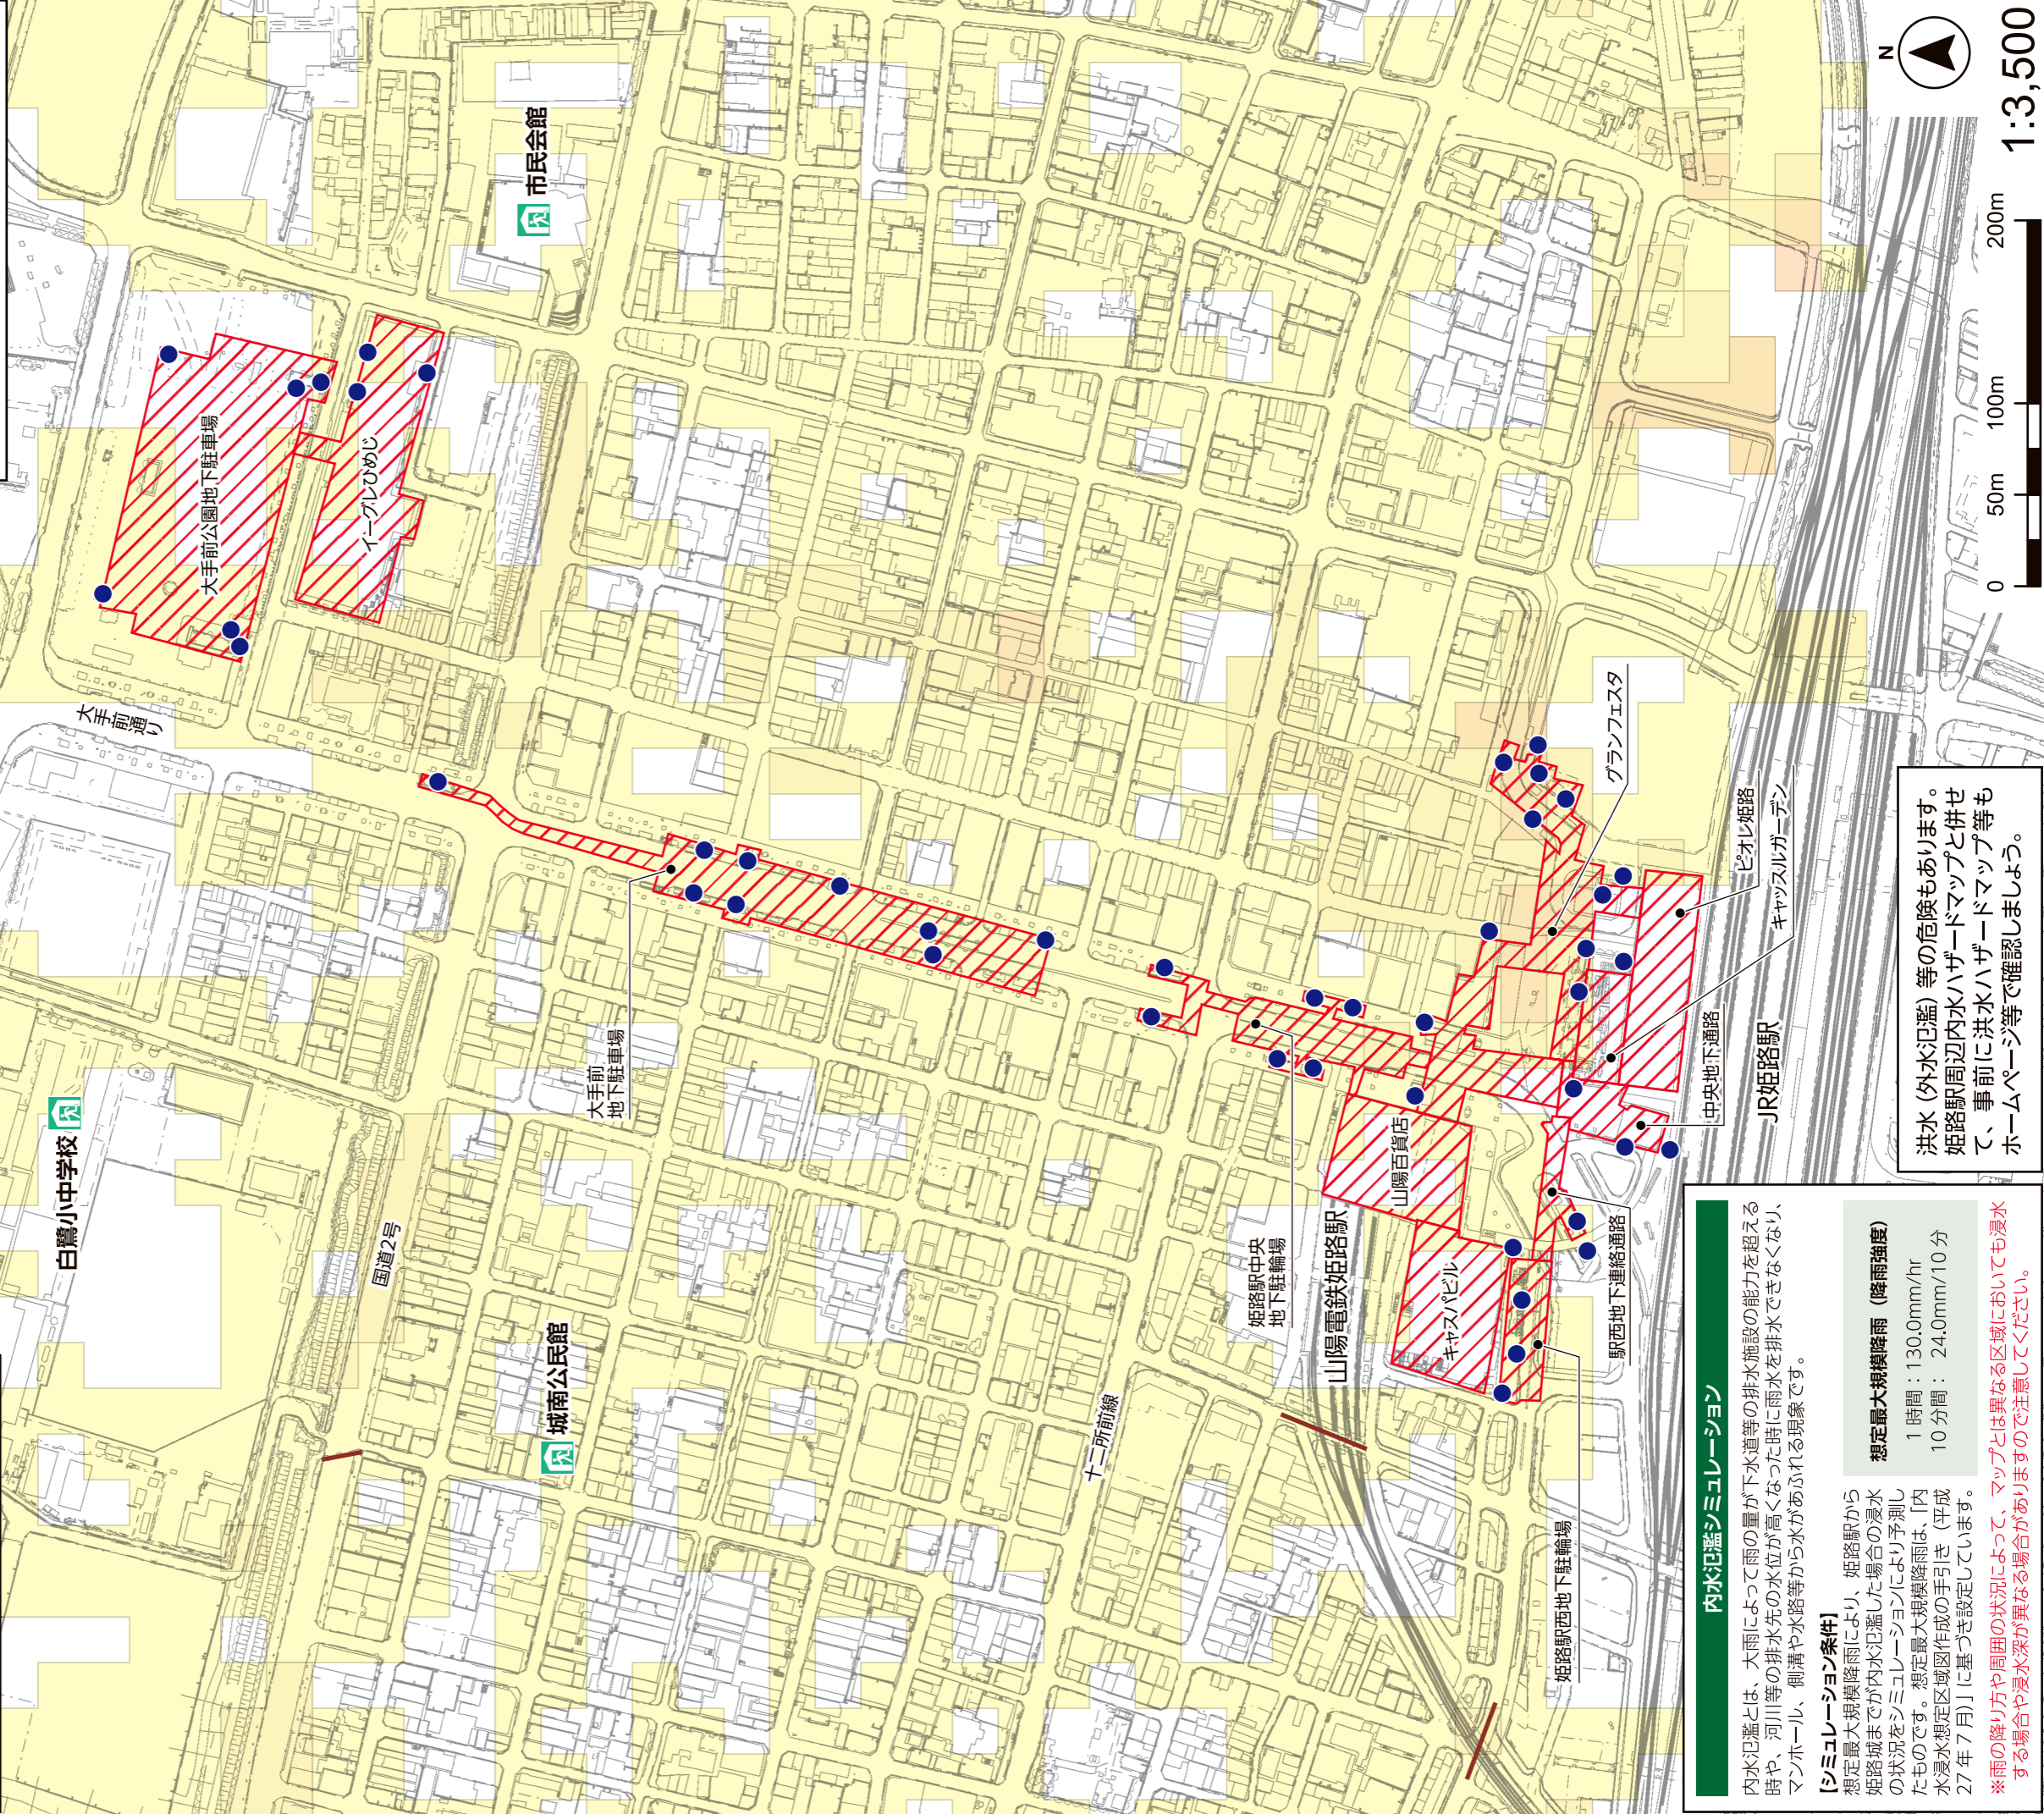 白鷺小中学校
国道2号
大手前通り
大手前公園地下駐車場
イーグレひめじ
市民会館
城南公民館
大手前
地下駐車場
十二所前線
姫路駅中央
地下駐輪場
山陽電鉄姫路駅
山陽百貨店
キャスパビル
姫路駅西地下駐輪場
駅西地下連絡通路
中央地下通路
JR姫路駅
グランフェスタ
ピオレ姫路
キャッスルガーデン
内水氾濫シミュレーション
内水氾濫とは、大雨によって雨の量が下水道等の排水施設の能力を超える
時や、河川等の排水先の水位が高くなった時に雨水を排水できなくなり、
マンホール、側溝や水路等から水があふれる現象です。
【シミュレーション条件】
想定最大規模降雨により、姫路駅から
姫路城までが内水氾濫した場合の浸水
の状況をシミュレーションにより予測し
たものです。想定最大規模降雨は、「内
水浸水想定区域図作成の手引き（平成
27年7月）」に基づき設定しています。
想定最大規模降雨（降雨強度）
1時間：130.0mm/hr
10分間： 24.0mm/10分
※雨の降り方や周囲の状況によって、マップとは異なる区域においても浸水
する場合や浸水深が異なる場合がありますので注意してください。
洪水（外水氾濫）等の危険もあります。
姫路駅周辺内水ハザードマップと併せ
て、事前に洪水ハザードマップ等も
ホームページ等で確認しましょう。
0 50m 100m 200m
1:3,500
N